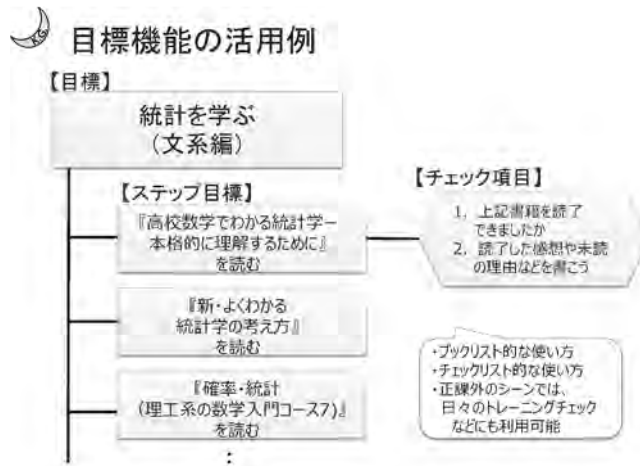 KG
目標機能の活用例
【目標】
統計を学ぶ
(文系編)
【ステップ目標】
『高校数学でわかる統計学−
本格的に理解するために』
を読む
【チェック項目】
1. 上記書籍を読了
できましたか
2. 読了した感想や未読
の理由などを書こう
『新・よくわかる
統計学の考え方』
を読む
『確率・統計
(理工系の数学入門コース7)』
を読む
:
・ブックリスト的な使い方
・チェックリスト的な使い方
・正課外のシーンでは、
日々のトレーニングチェック
などにも利用可能